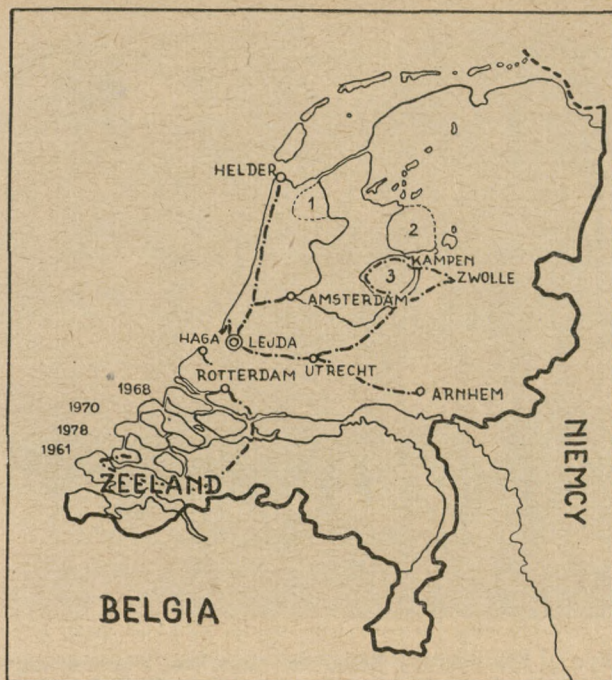 HELDER
1
2
KAMPEN
3
ZWOLLE
AMSTERDAM
HAGA
LEJDA
UTRECHT
ROTTERDAM
ARNHEM
1968
1970
1978
1961
ZEELAND
NIEMCY
BELGIA